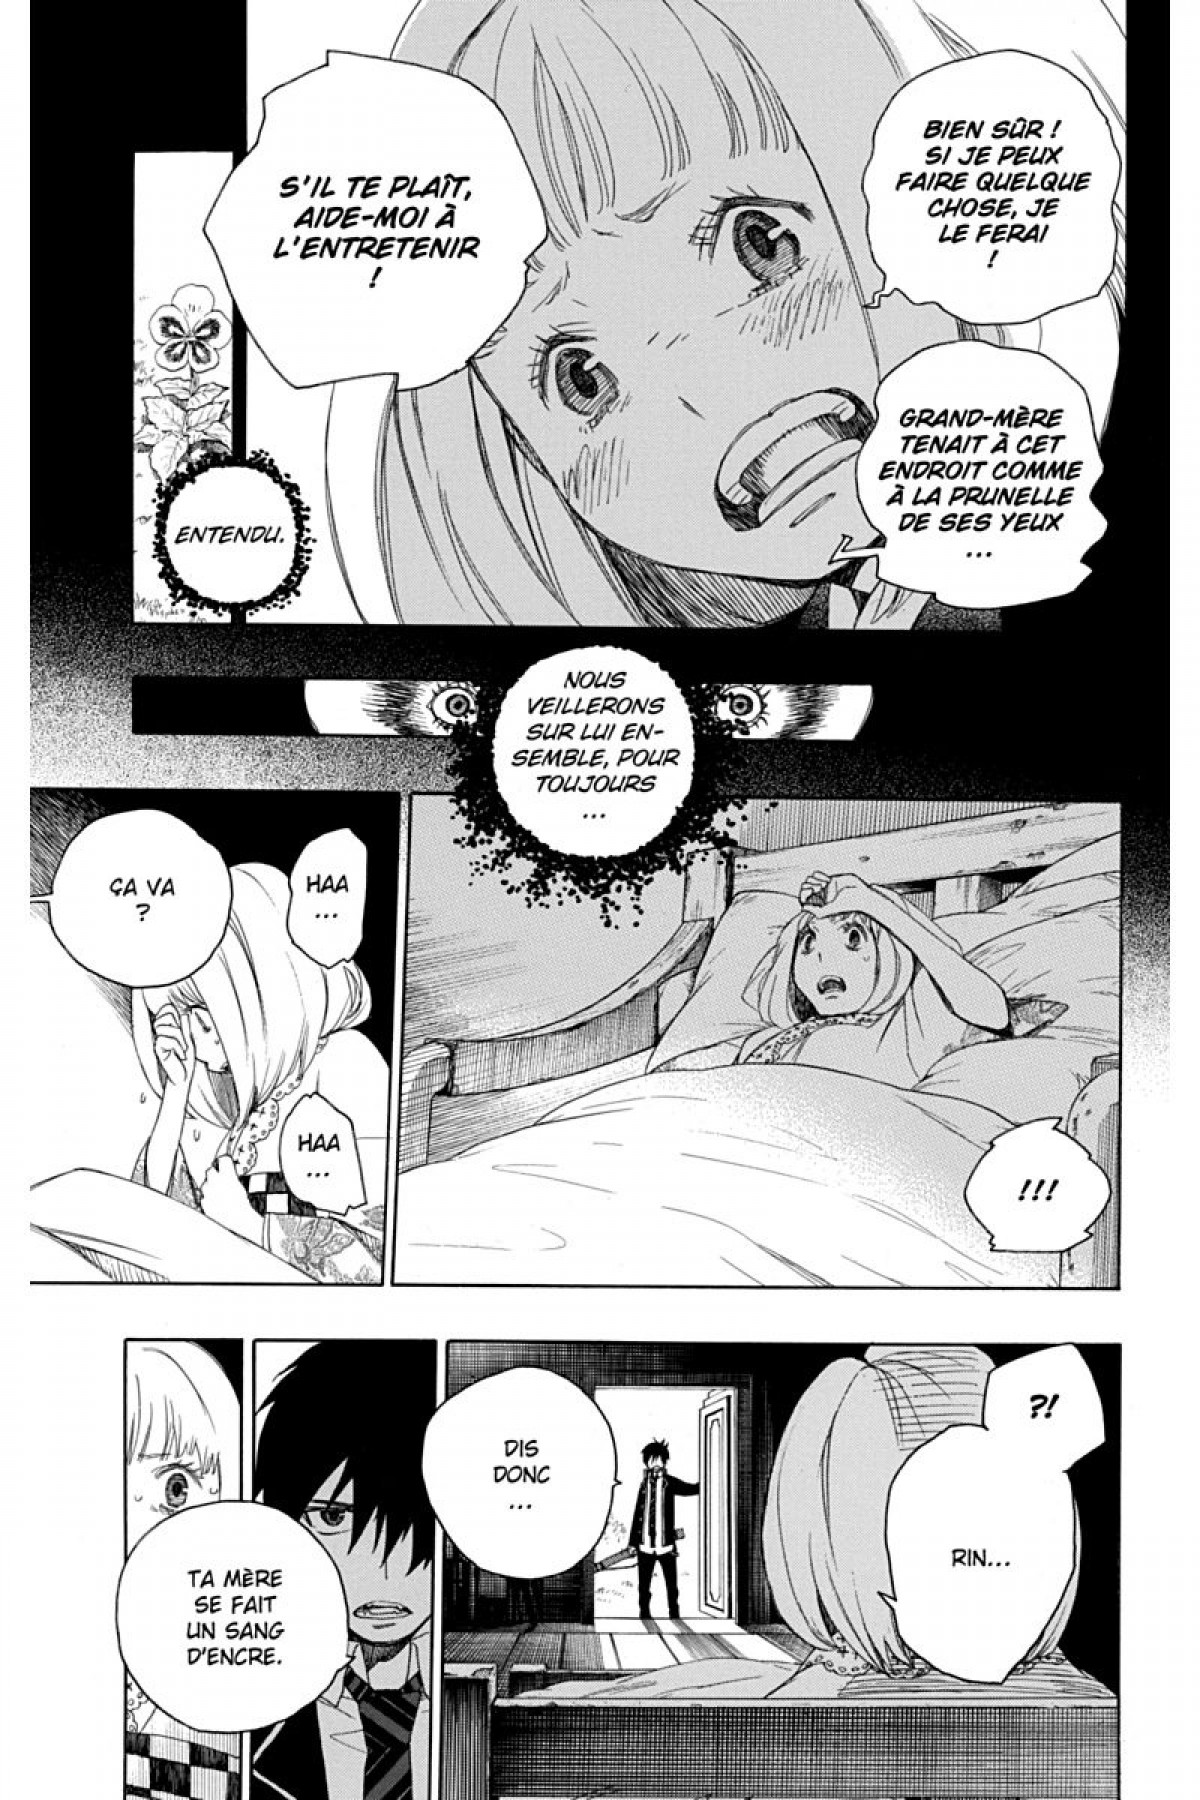 BIEN SÛR !
SI JE PEUX
FAIRE QUELQUE
CHOSE, JE
LE FERAI
!
GRAND-MÈRE
TENAIT À CET
ENDROIT COMME
À LA PRUNELLE
DE SES YEUX
...
S'IL TE PLAÎT,
AIDE-MOI À
L'ENTRETENIR
!
ENTENDU.
NOUS
VEILLERONS
SUR LUI EN-
SEMBLE, POUR
TOUJOURS
...
!!!
HAA
...
ÇA VA
?
HAA
...
?!
RIN...
DIS
DONC
...
TA MÈRE
SE FAIT
UN SANG
D'ENCRE.